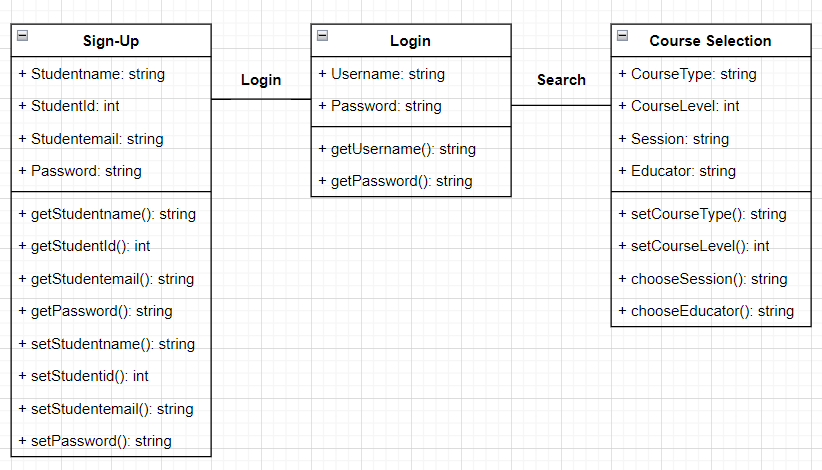 Sign-Up
+ Studentname: string
+ StudentId: int
+ Studentemail: string
+ Password: string
+ getStudentname(): string
+ getStudentId(): int
+ getStudentemail(): string
+ getPassword(): string
+ setStudentname(): string
+ setStudentid(): int
+ setStudentemail(): string
+ setPassword(): string
Login
Login
+ Username: string
+ Password: string
+ getUsername(): string
+ getPassword(): string
Search
Course Selection
+ CourseType: string
+ CourseLevel: int
+ Session: string
+ Educator: string
+ setCourseType(): string
+ setCourseLevel(): int
+ chooseSession(): string
+ chooseEducator(): string